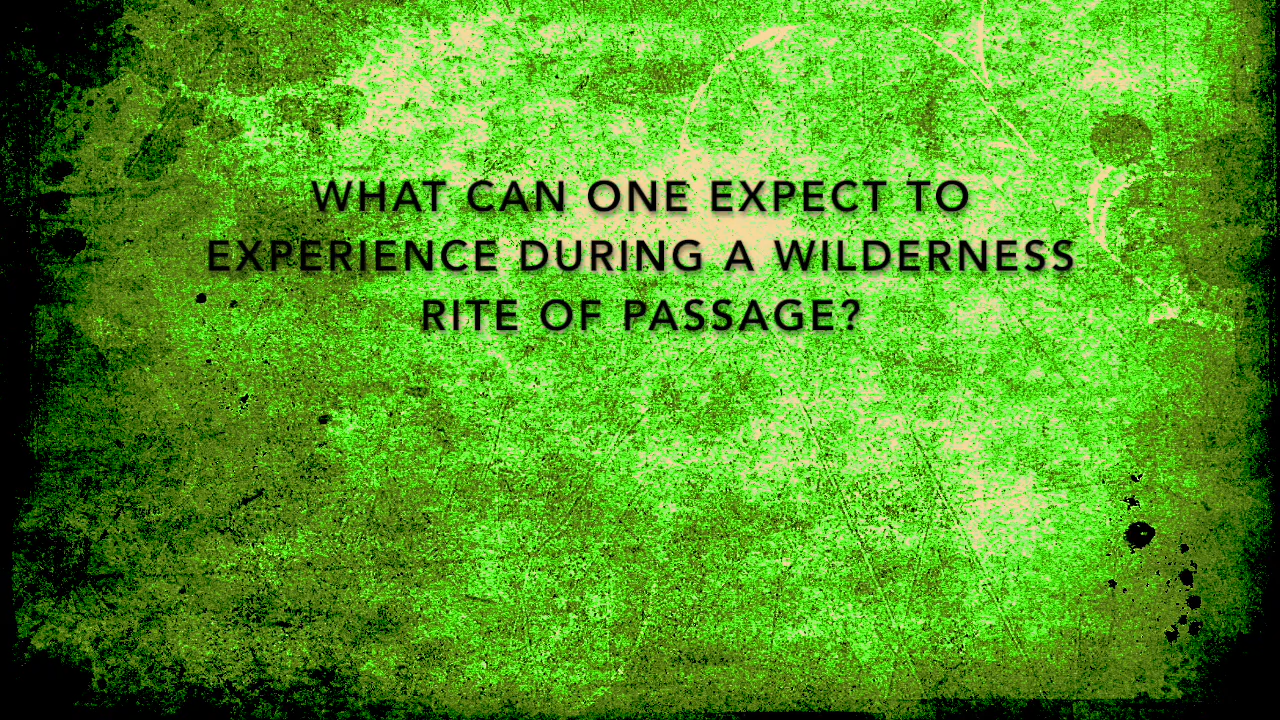 WHAT CAN ONE EXPECT TO
EXPERIENCE DURING A WILDERNESS
RITE OF PASSAGE?